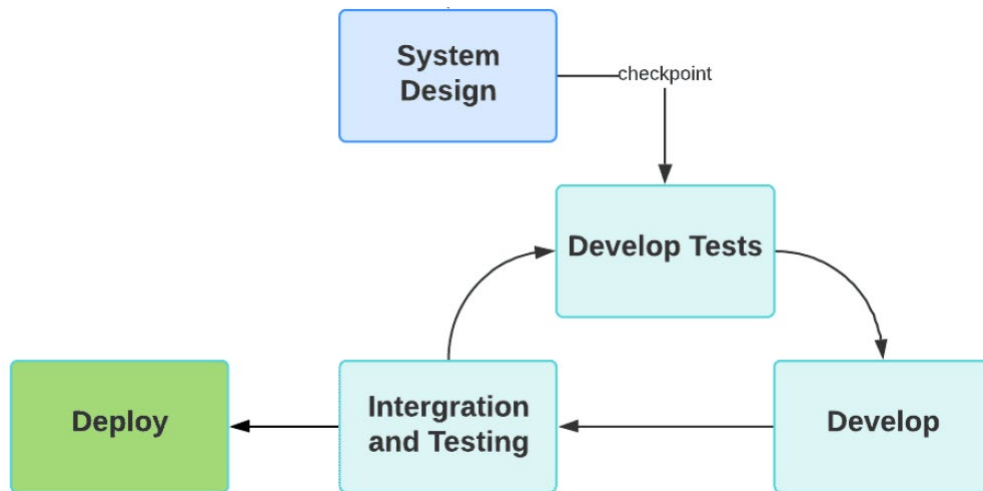 System
Design
checkpoint
Develop Tests
Deploy
Intergration
and Testing
Develop